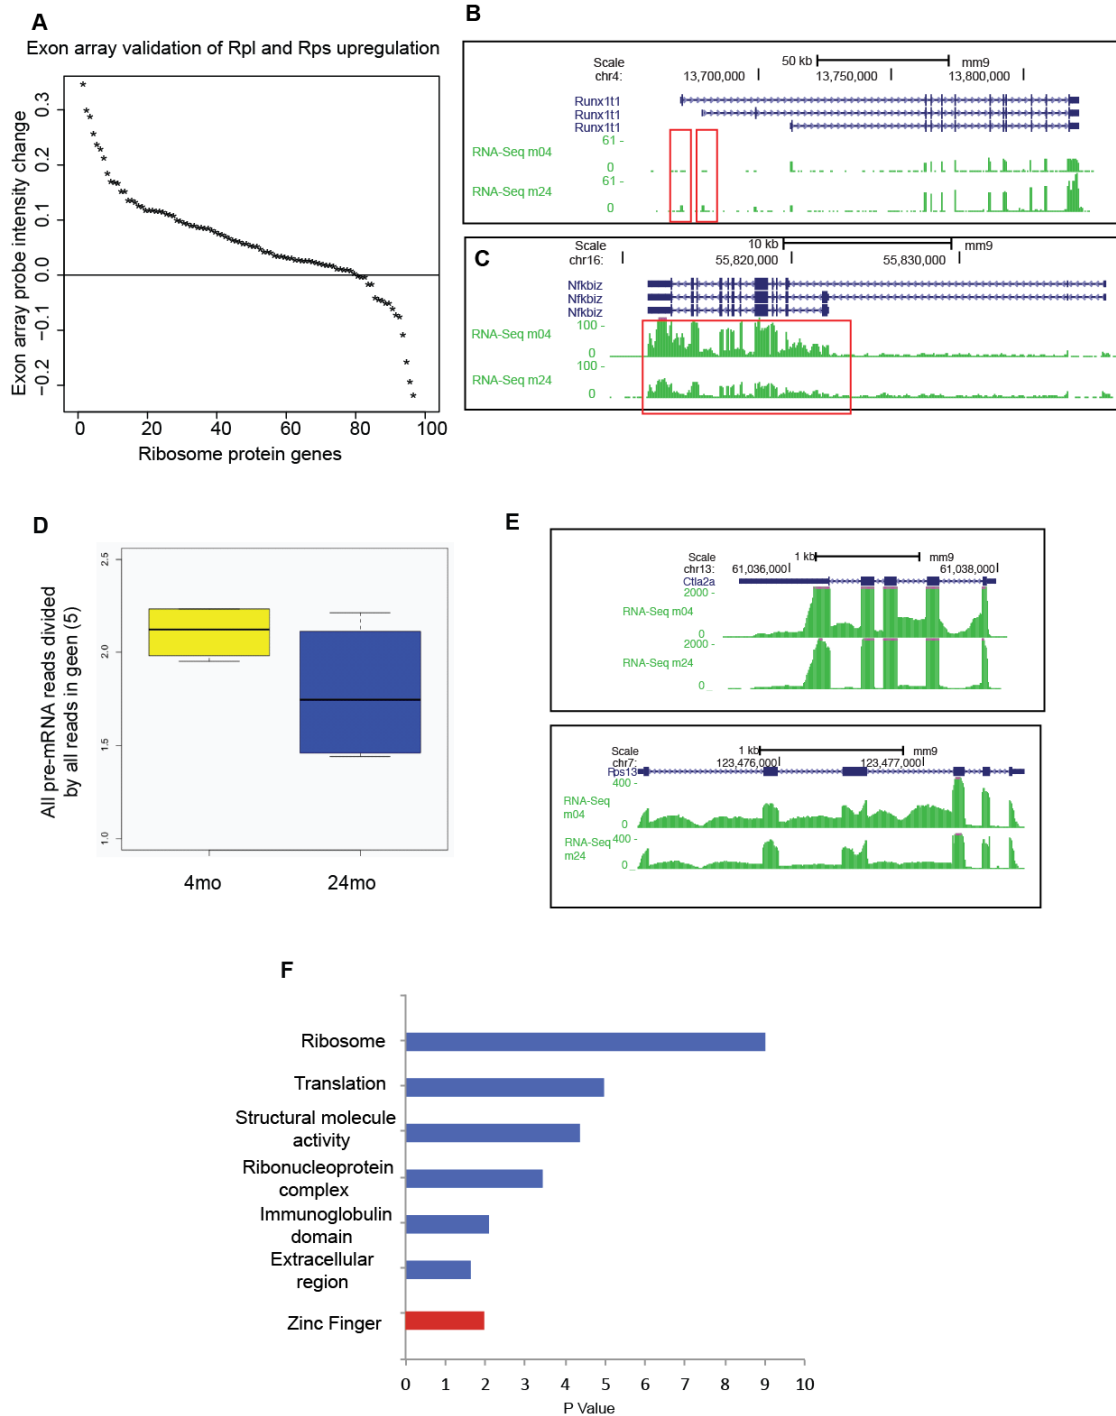 A
Exon array validation of Rpl and Rps upregulation
Exon array probe intensity change
0.3
0.2
0.1
0.0
−0.1
−0.2
0 20 40 60 80 100
Ribosome protein genes
B
Scale 50 kb mm9
chr4: 13,700,000 13,750,000 13,800,000
Runx1t1
Runx1t1
Runx1t1
61 -
RNA-Seq m04
0
61 -
RNA-Seq m24
0
C
Scale 10 kb mm9
chr16: 55,820,000 55,830,000
Nfkbiz
Nfkbiz
Nfkbiz
100 -
RNA-Seq m04
0
100 -
RNA-Seq m24
0
D
All pre-mRNA reads divided
by all reads in geen (5)
2.5
2.0
1.5
1.0
4mo 24mo
E
Scale 1 kb mm9
chr13: 61,036,000 61,038,000
Ctla2a
2000 -
RNA-Seq m04
0
2000 -
RNA-Seq m24
0
Scale 1 kb mm9
chr7: 123,476,000 123,477,000
Rps13
400 -
RNA-Seq
m04
0
RNA-Seq 400 -
m24
0
F
Ribosome
Translation
Structural molecule
activity
Ribonucleoprotein
complex
Immunoglobulin
domain
Extracellular
region
Zinc Finger
0 1 2 3 4 5 6 7 8 9 10
P Value